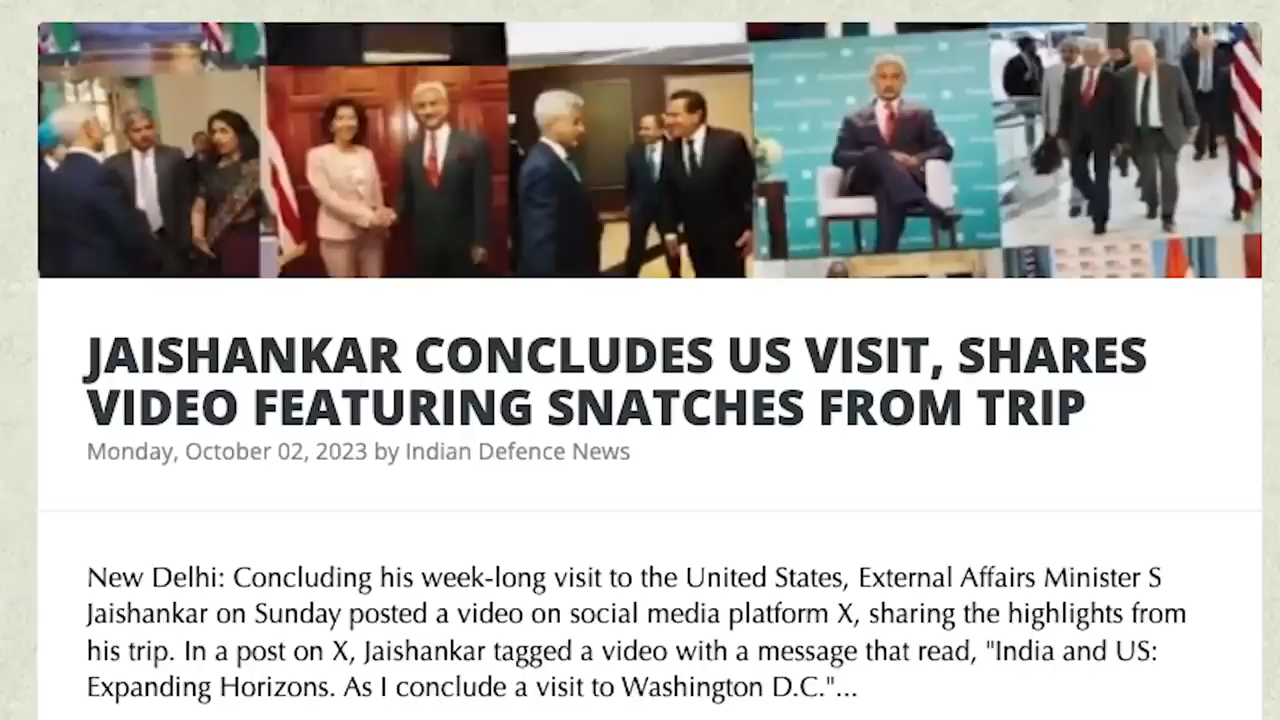 JAISHANKAR CONCLUDES US VISIT, SHARES
VIDEO FEATURING SNATCHES FROM TRIP
Monday, October 02, 2023 by Indian Defence News
New Delhi: Concluding his week-long visit to the United States, External Affairs Minister S
Jaishankar on Sunday posted a video on social media platform X, sharing the highlights from
his trip. In a post on X, Jaishankar tagged a video with a message that read, "India and US:
Expanding Horizons. As I conclude a visit to Washington D.C."...